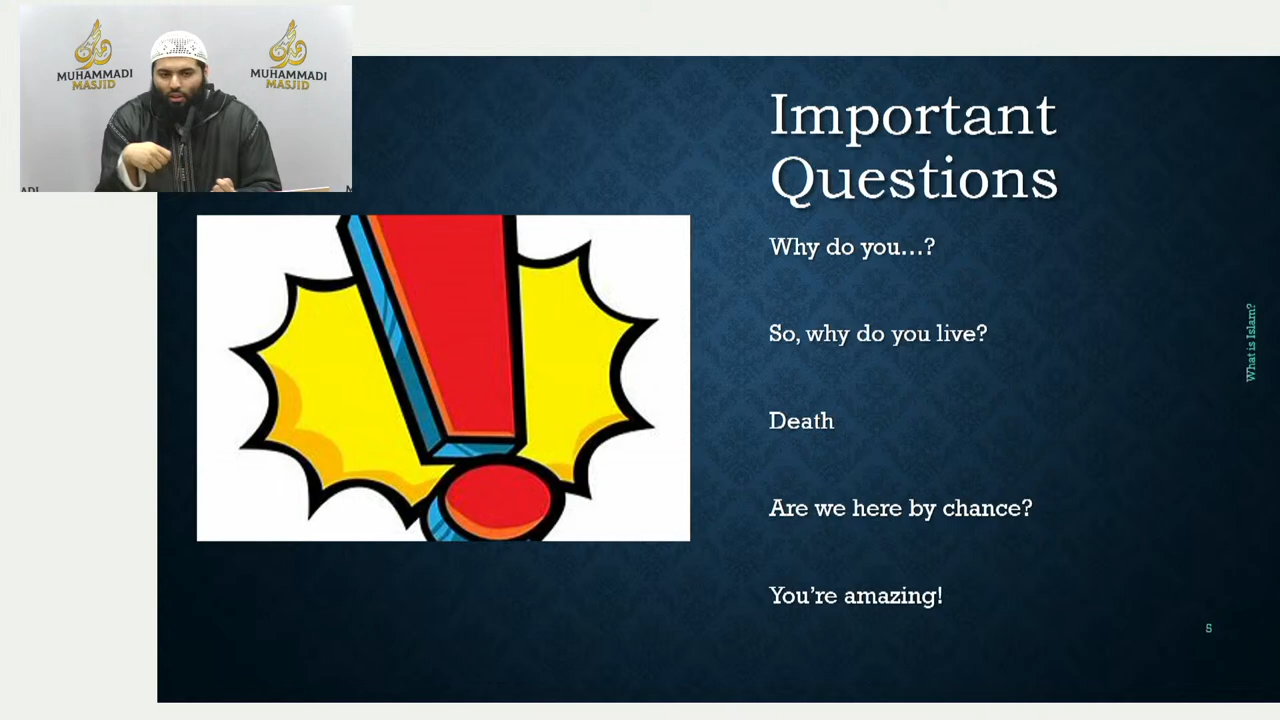 MUHAMMADI
MASJID
MUHAMMADI
MASJID
Important
Questions
Why do you...?
So, why do you live?
Death
Are we here by chance?
You're amazing!
What is Islam?
5